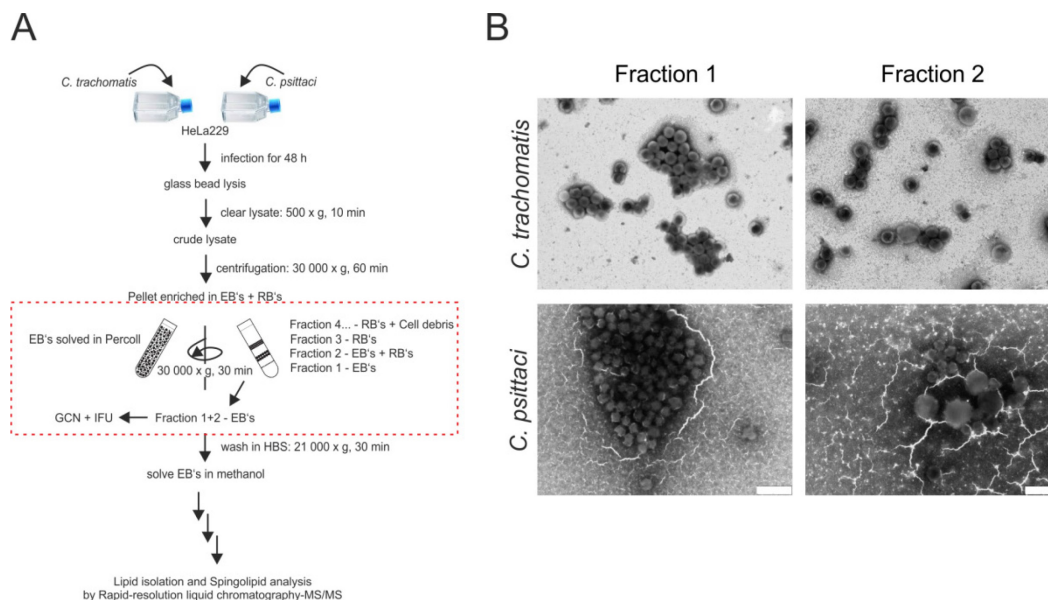 A
C. trachomatis
C. psittaci
HeLa229
infection for 48 h
glass bead lysis
clear lysate: 500 x g, 10 min
crude lysate
centrifugation: 30 000 x g, 60 min
Pellet enriched in EB's + RB's
EB's solved in Percoll
Fraction 4... - RB's + Cell debris
Fraction 3 - RB's
Fraction 2 - EB's + RB's
Fraction 1 - EB's
30 000 x g, 30 min
GCN + IFU
Fraction 1+2 - EB's
wash in HBS: 21 000 x g, 30 min
solve EB's in methanol
Lipid isolation and Spingolipid analysis
by Rapid-resolution liquid chromatography-MS/MS
B
Fraction 1
Fraction 2
C. trachomatis
C. psittaci